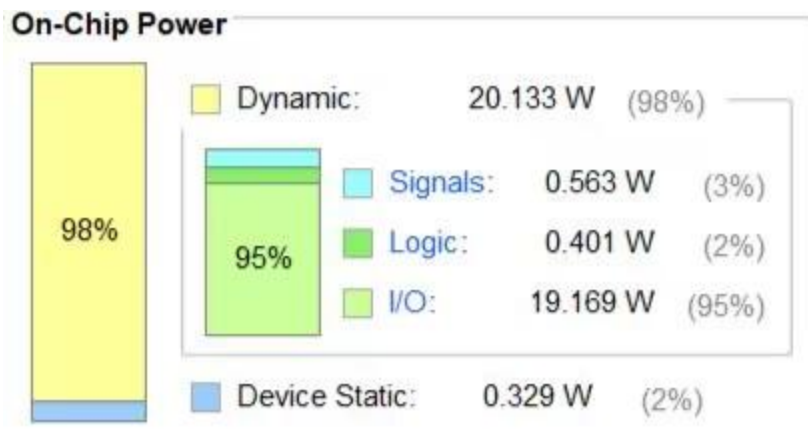 On-Chip Power
Dynamic: 20.133 W (98%)
Signals: 0.563 W (3%)
98%
Logic: 0.401 W (2%)
95%
I/O: 19.169 W (95%)
Device Static: 0.329 W (2%)